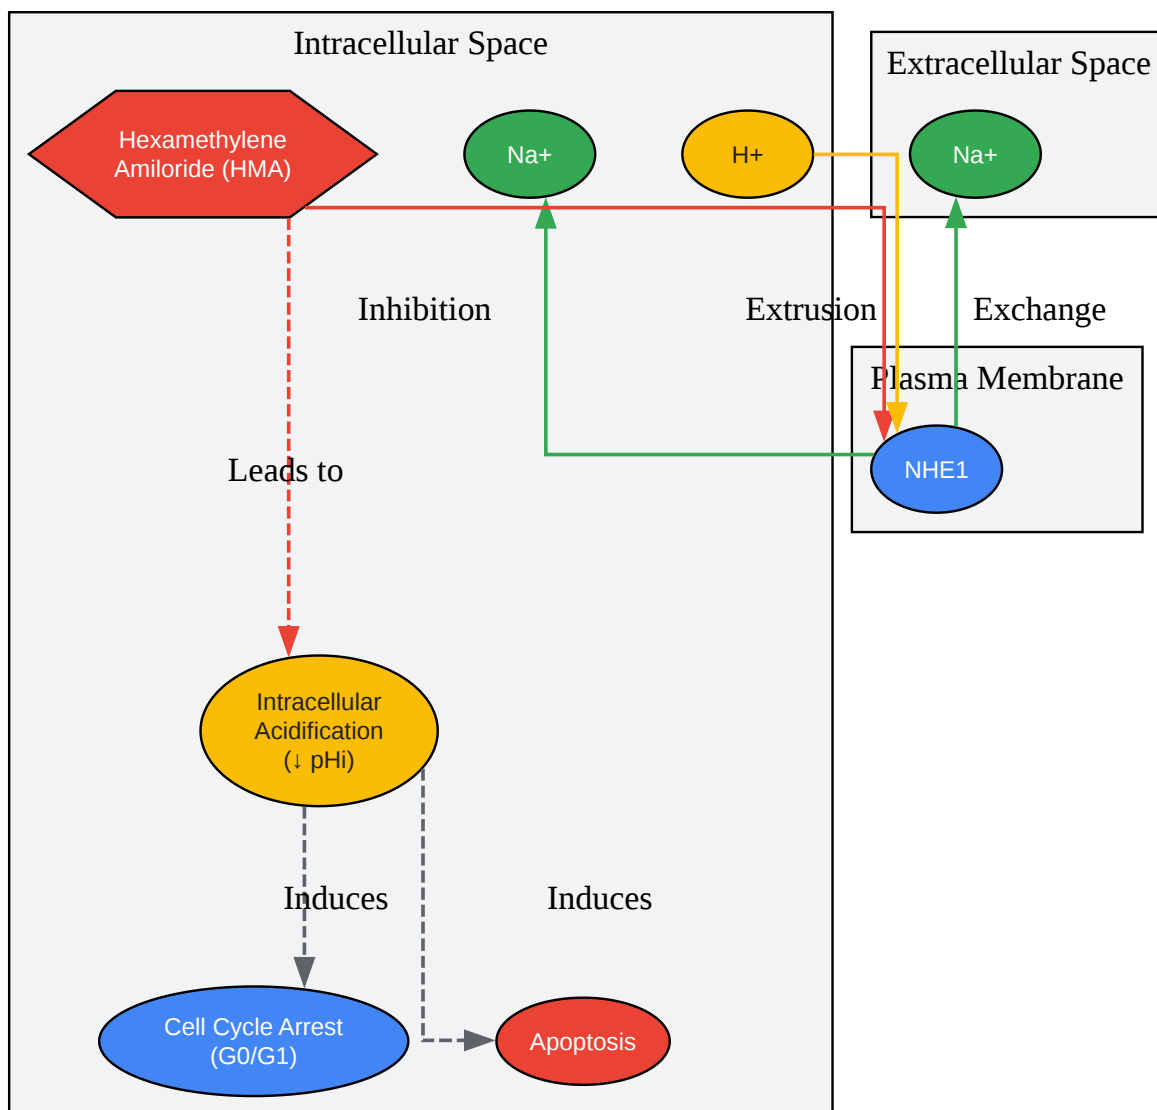 Intracellular Space
Extracellular Space
Hexamethylene
Amiloride (HMA)
Na+
H+
Na+
Inhibition
Extrusion
Exchange
Plasma Membrane
NHE1
Leads to
Intracellular
Acidification
(↓ pHi)
Induces
Induces
Cell Cycle Arrest
(G0/G1)
Apoptosis